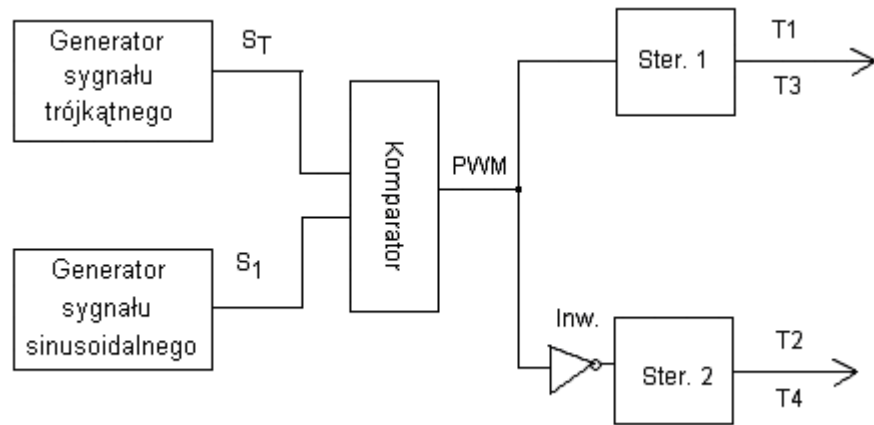 Generator
sygnału
trójkątnego
ST
Komparator
PWM
Ster. 1
T1
T3
Generator
sygnału
sinusoidalnego
S1
Inw.
Ster. 2
T2
T4